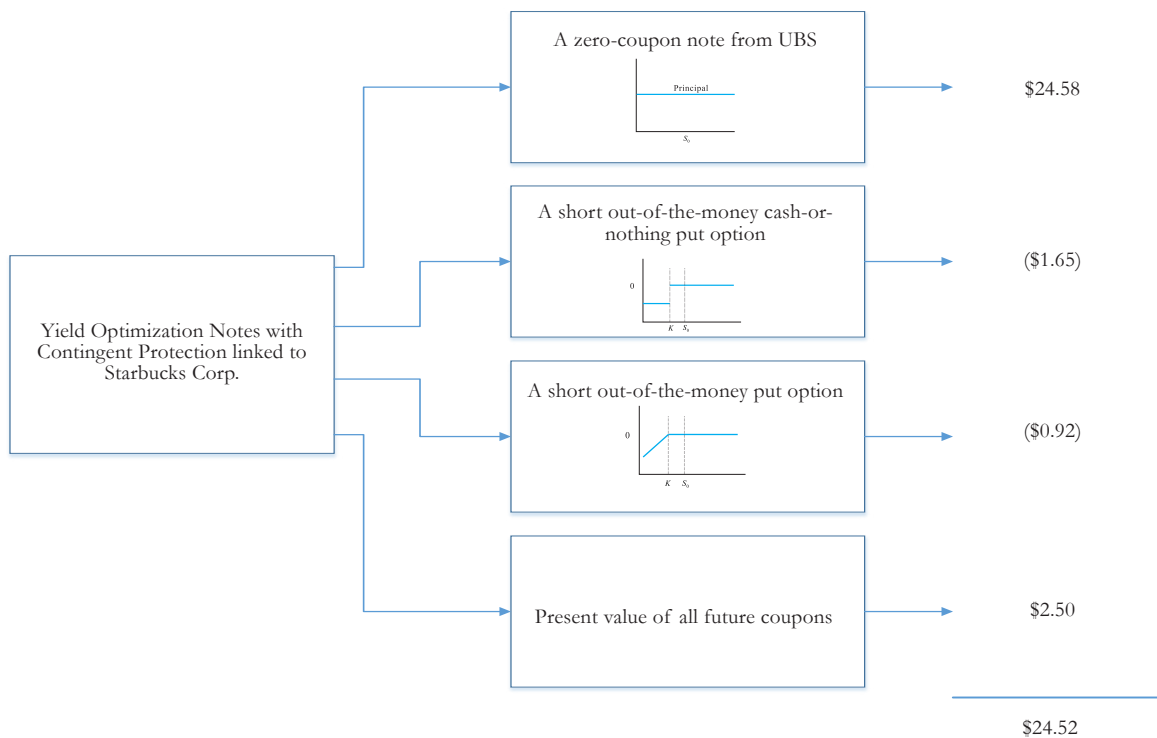 A zero-coupon note from UBS
Principal
S₀
$24.58
A short out-of-the-money cash-or-
nothing put option
0
K S₀
($1.65)
Yield Optimization Notes with
Contingent Protection linked to
Starbucks Corp.
A short out-of-the-money put option
0
K S₀
($0.92)
Present value of all future coupons
$2.50
$24.52